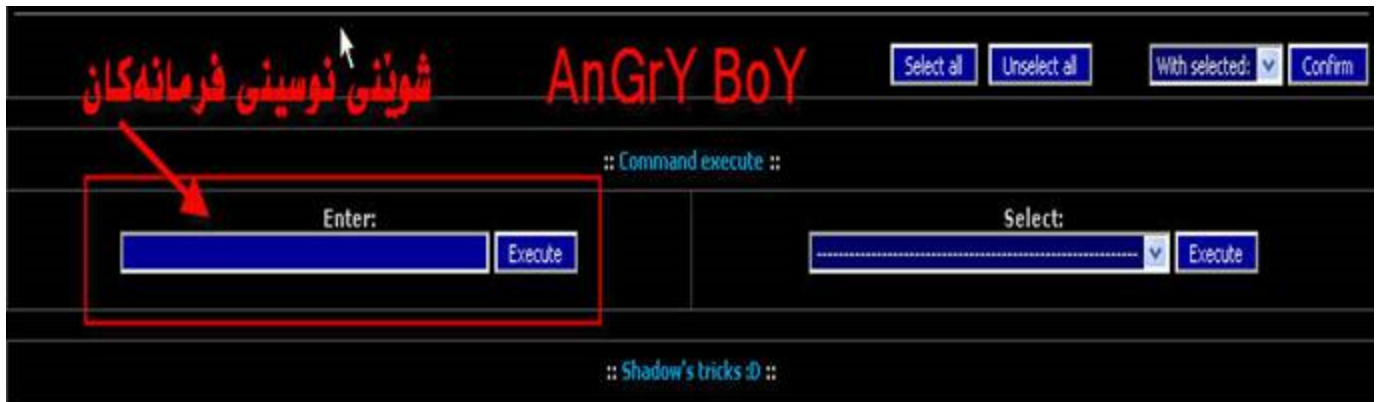 شوێنی نوسینی فرمانەکان
AnGrY BoY
Select all Unselect all With selected: Confirm
:: Command execute ::
Enter:
Execute
Select:
Execute
:: Shadow's tricks :D ::